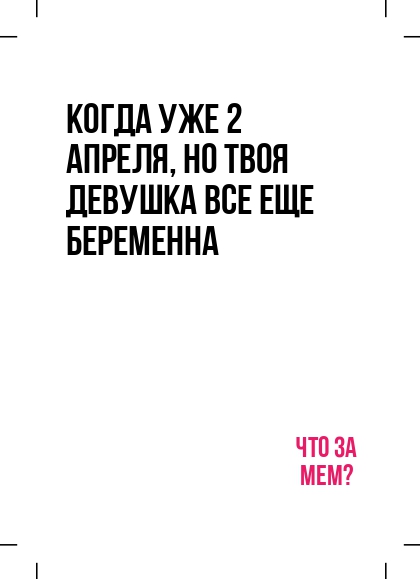 КОГДА УЖЕ 2
АПРЕЛЯ, НО ТВОЯ
ДЕВУШКА ВСЕ ЕЩЕ
БЕРЕМЕННА
ЧТО ЗА
МЕМ?